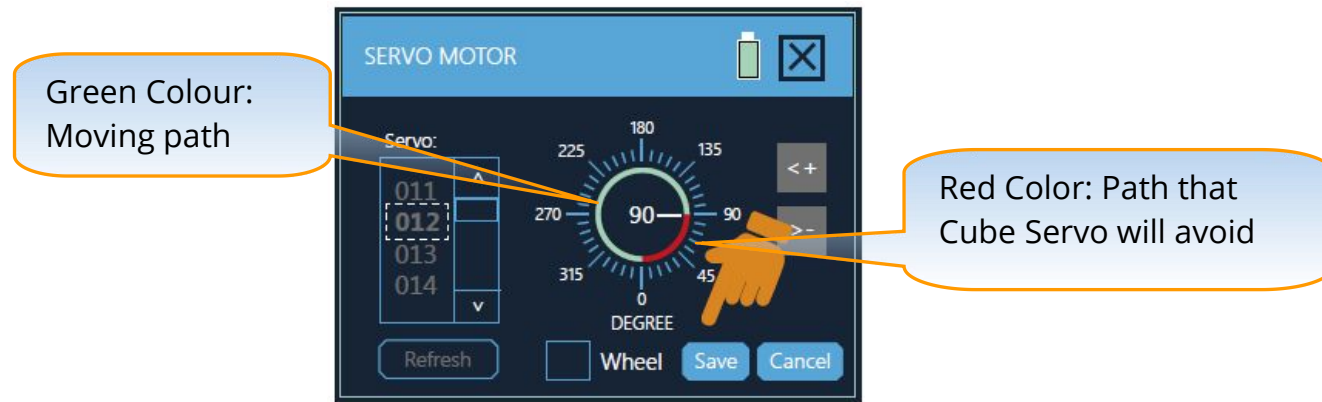 Green Colour:
Moving path
SERVO MOTOR
Servo:
011
012
013
014
Refresh
180
225
135
270
90
90
315
45
0
DEGREE
<+
>-
Wheel
Save
Cancel
Red Color: Path that
Cube Servo will avoid